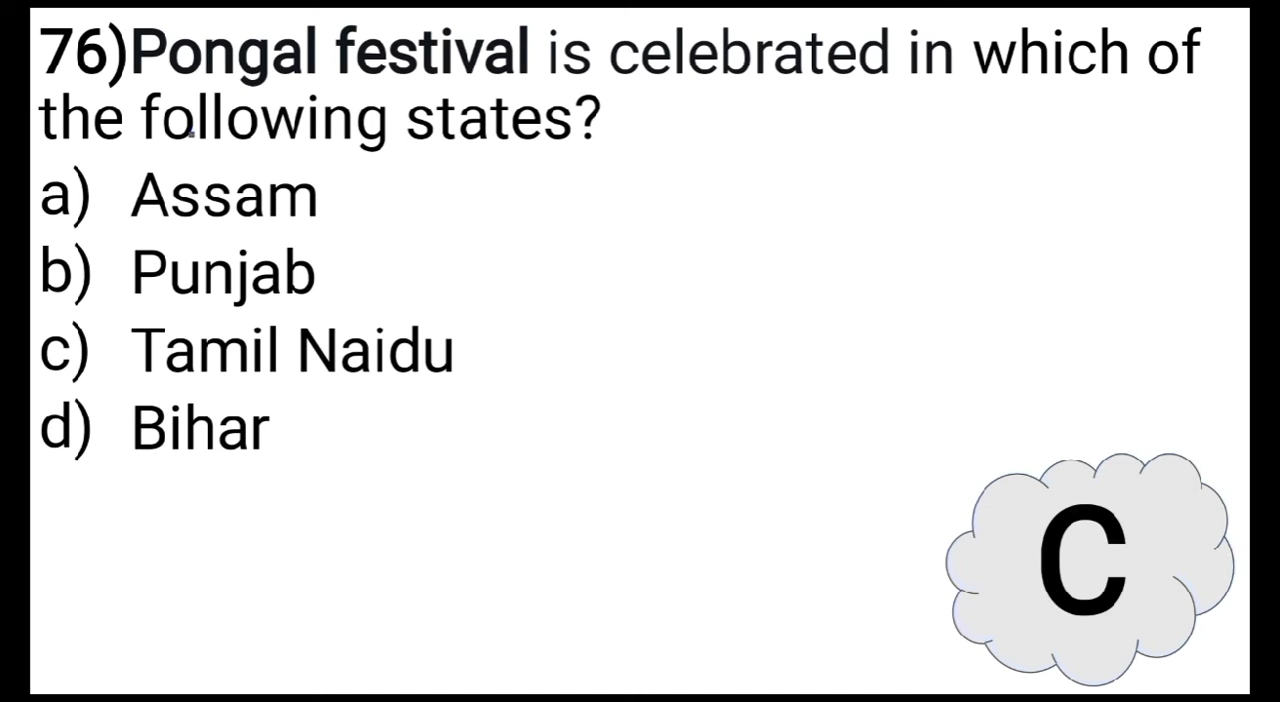 76)Pongal festival is celebrated in which of
the following states?
a) Assam
b) Punjab
c) Tamil Naidu
d) Bihar
C